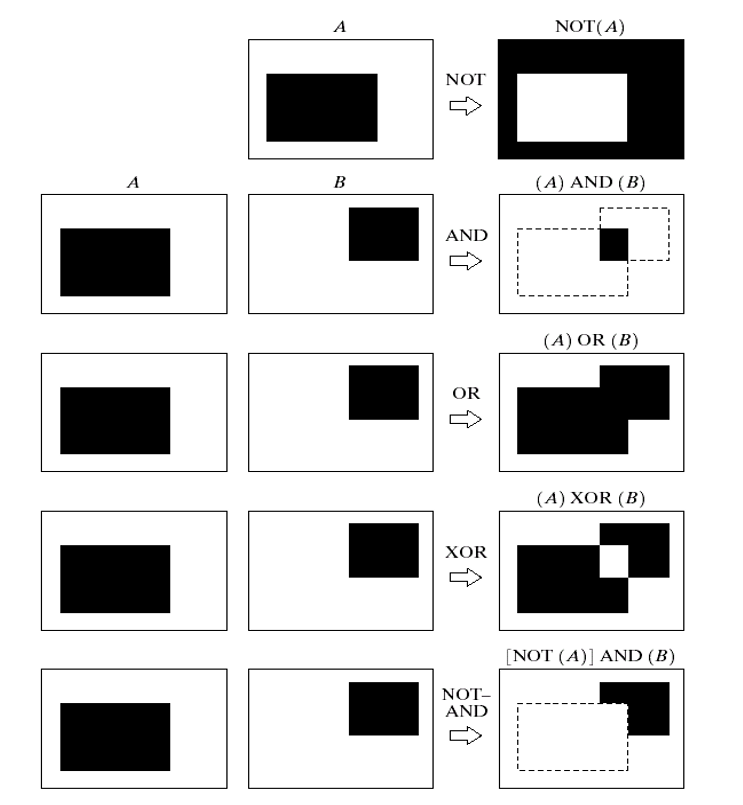 A NOT(A)
NOT
A B (A) AND (B)
AND
(A) OR (B)
OR
(A) XOR (B)
XOR
[NOT (A)] AND (B)
NOT–
AND